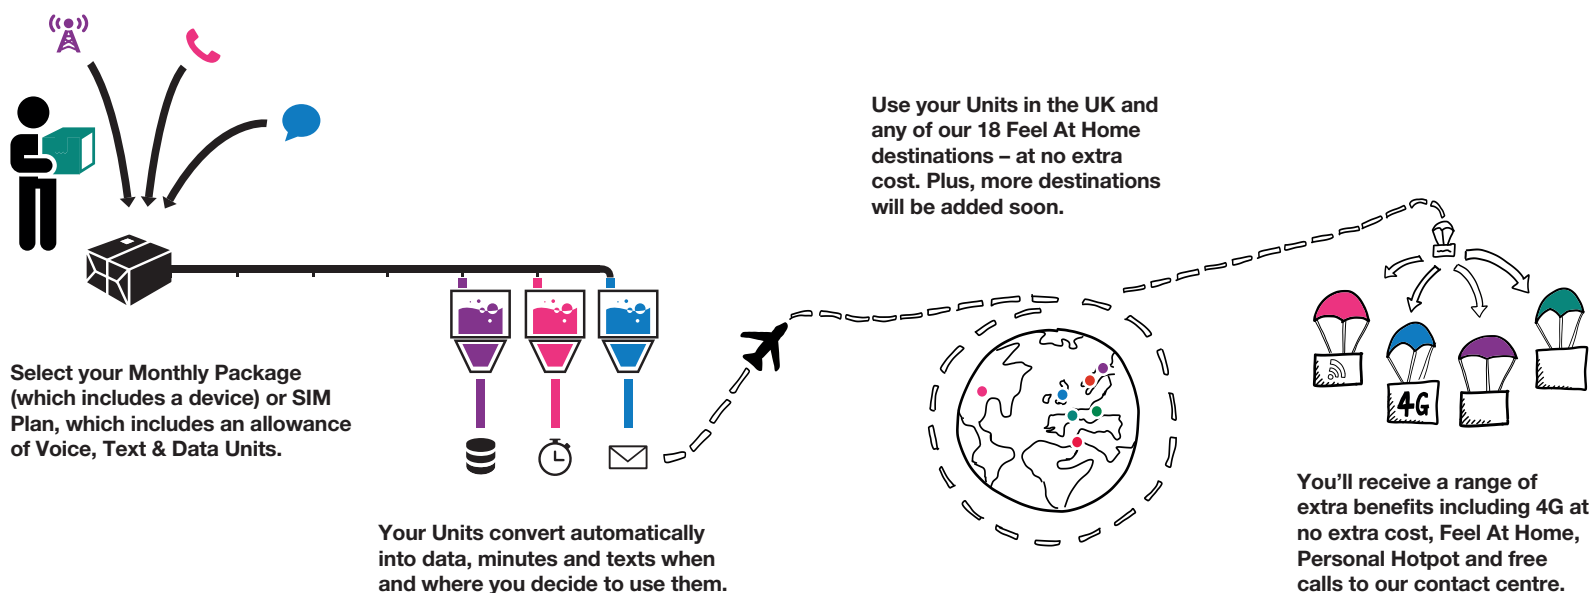 Use your Units in the UK and
any of our 18 Feel At Home
destinations – at no extra
cost. Plus, more destinations
will be added soon.
Select your Monthly Package
(which includes a device) or SIM
Plan, which includes an allowance
of Voice, Text & Data Units.
4G
Your Units convert automatically
into data, minutes and texts when
and where you decide to use them.
You’ll receive a range of
extra benefits including 4G at
no extra cost, Feel At Home,
Personal Hotpot and free
calls to our contact centre.